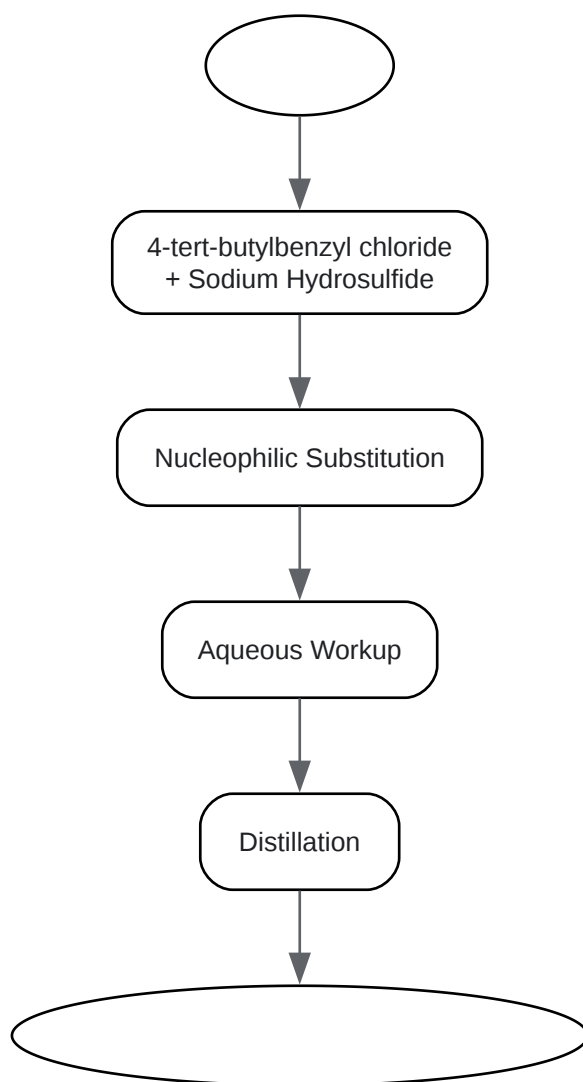 4-tert-butylbenzyl chloride
+ Sodium Hydrosulfide
Nucleophilic Substitution
Aqueous Workup
Distillation